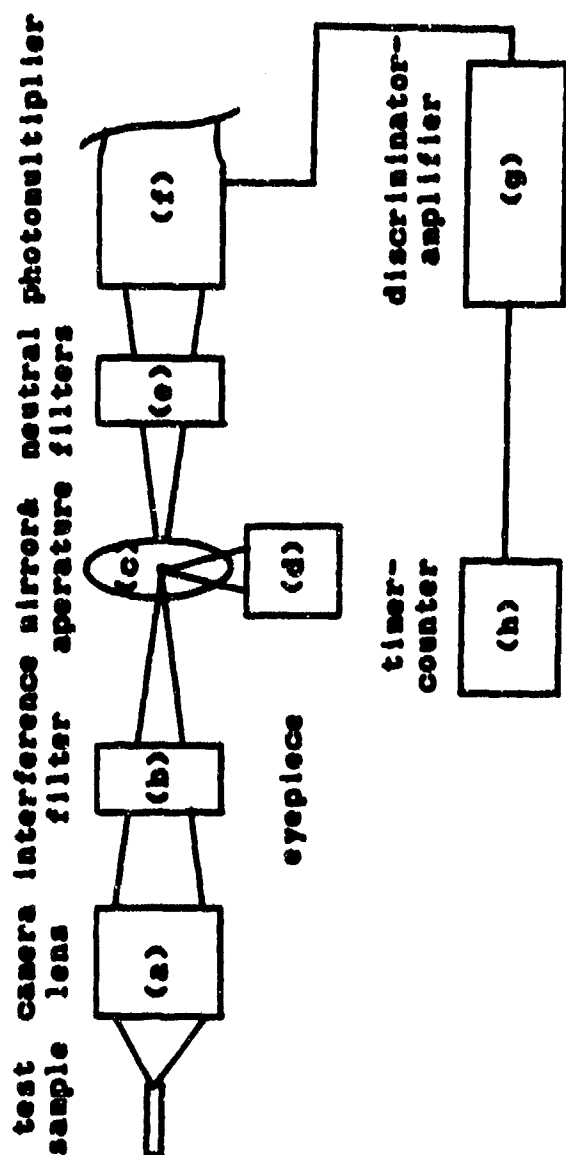 test camera interference mirror& neutral photomultiplier
sample lens filter aperature filters
(a)
(b)
(c)
(e)
(f)
(d)
eyepiece
timer-
counter
discriminator-
amplifier
(h)
(g)